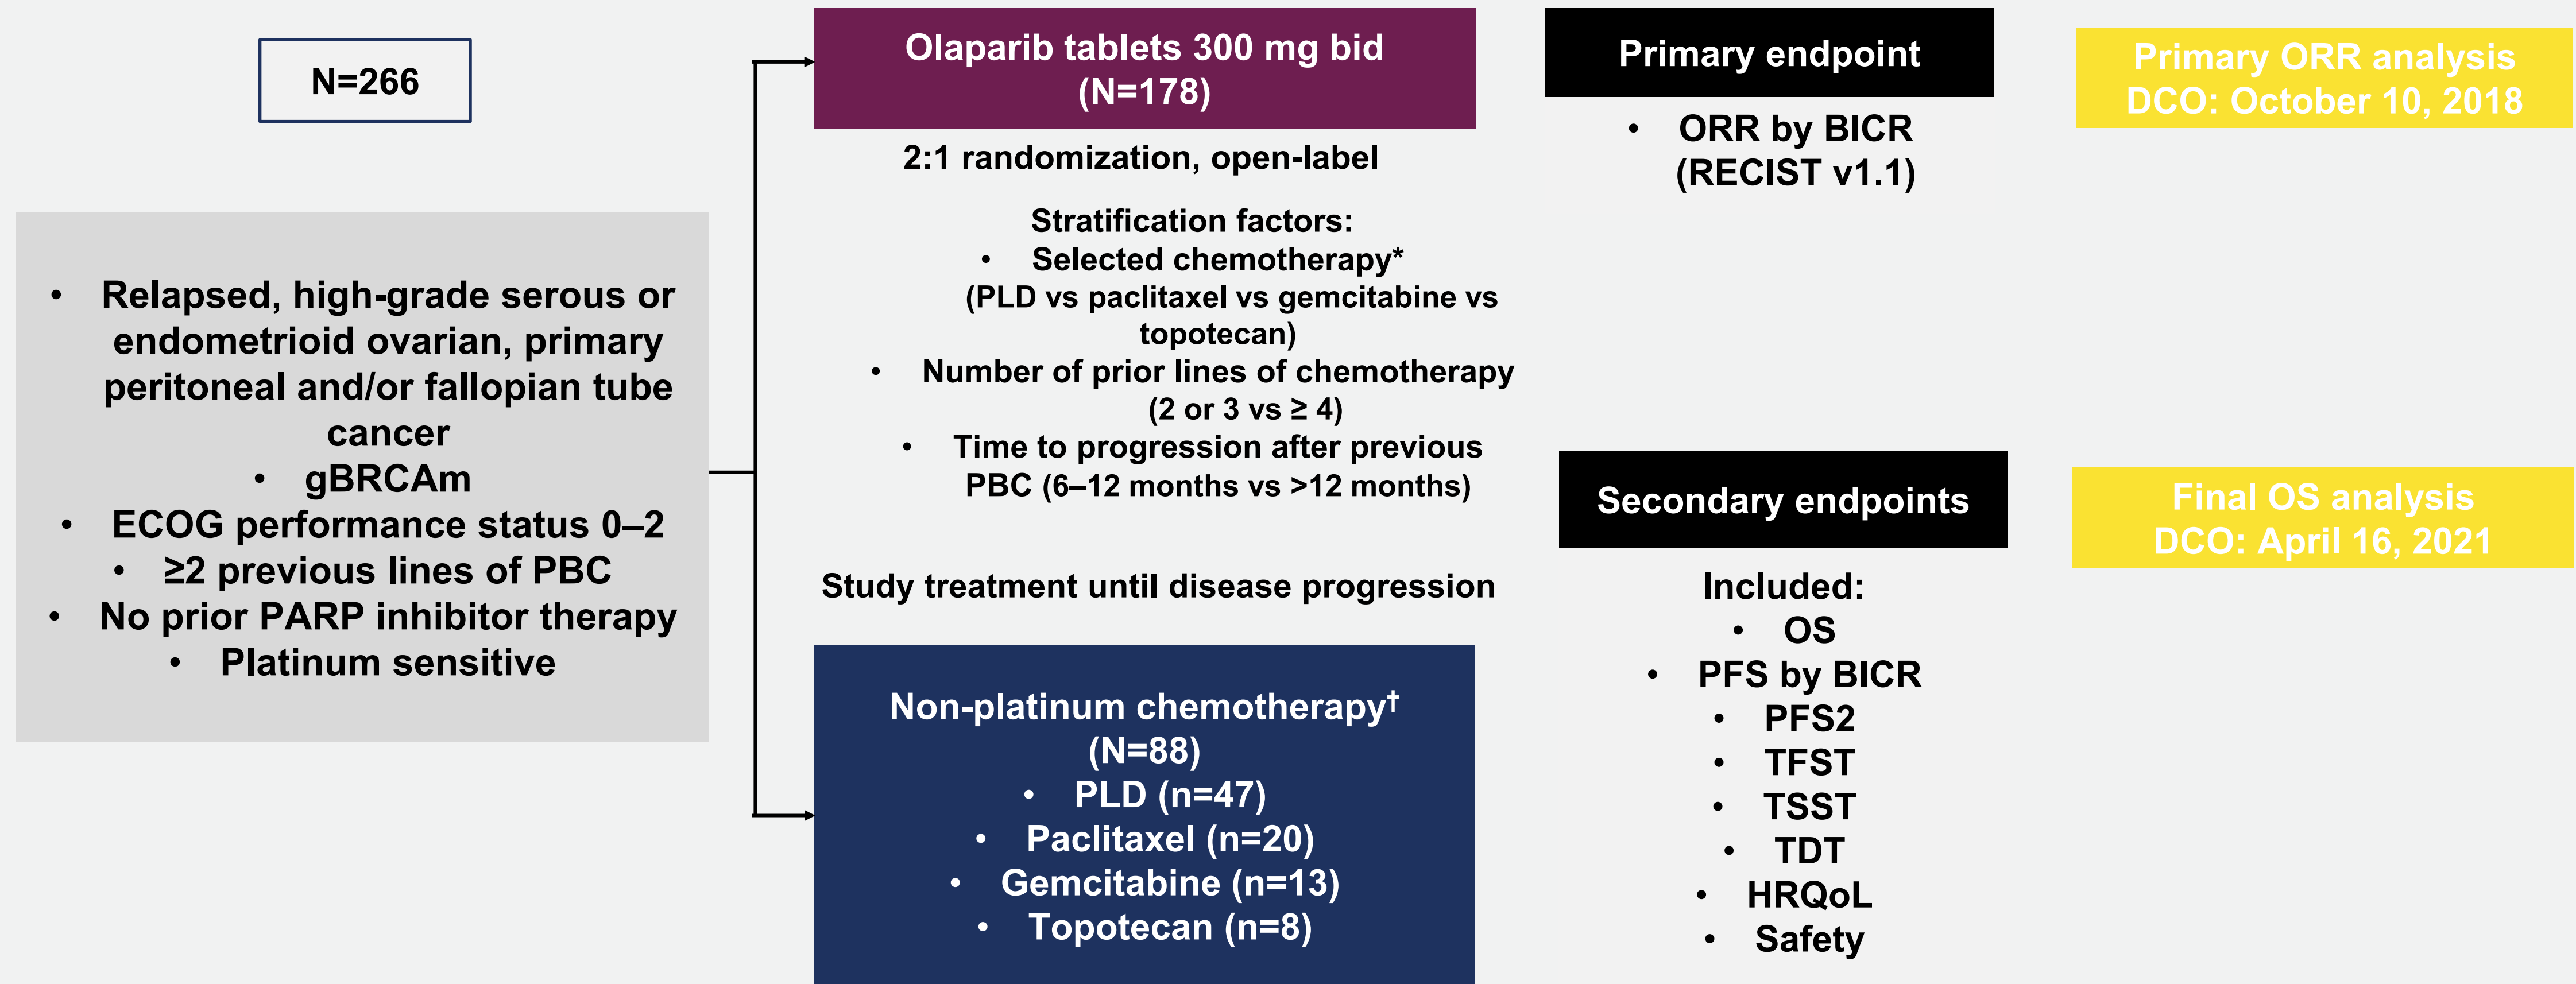 N=266
• Relapsed, high-grade serous or
endometrioid ovarian, primary
peritoneal and/or fallopian tube
cancer
• gBRCAm
• ECOG performance status 0–2
• ≥2 previous lines of PBC
• No prior PARP inhibitor therapy
• Platinum sensitive
Olaparib tablets 300 mg bid
(N=178)
2:1 randomization, open-label
Stratification factors:
• Selected chemotherapy*
(PLD vs paclitaxel vs gemcitabine vs
topotecan)
• Number of prior lines of chemotherapy
(2 or 3 vs ≥ 4)
• Time to progression after previous
PBC (6–12 months vs >12 months)
Study treatment until disease progression
Non-platinum chemotherapy†
(N=88)
• PLD (n=47)
• Paclitaxel (n=20)
• Gemcitabine (n=13)
• Topotecan (n=8)
Primary endpoint
• ORR by BICR
(RECIST v1.1)
Secondary endpoints
Included:
• OS
• PFS by BICR
• PFS2
• TFST
• TSST
• TDT
• HRQoL
• Safety
Primary ORR analysis
DCO: October 10, 2018
Final OS analysis
DCO: April 16, 2021